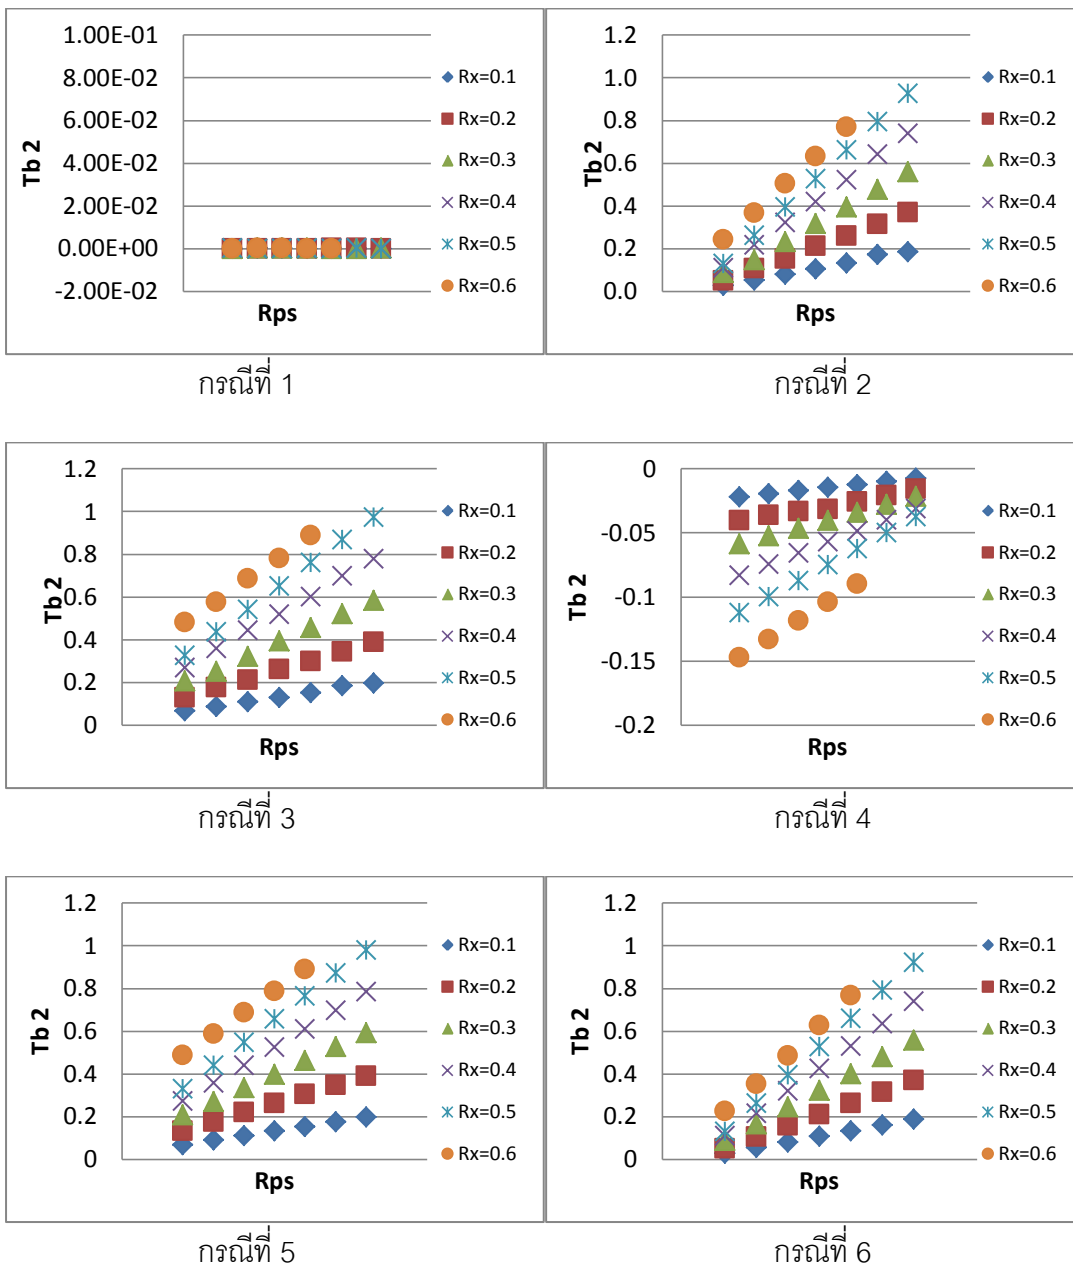 1.00E-01
8.00E-02
6.00E-02
4.00E-02
2.00E-02
0.00E+00
-2.00E-02
Tb 2
Rps
Rx=0.1
Rx=0.2
Rx=0.3
Rx=0.4
Rx=0.5
Rx=0.6
กรณีที่ 1
1.2
1.0
0.8
0.6
0.4
0.2
0.0
Tb 2
Rps
Rx=0.1
Rx=0.2
Rx=0.3
Rx=0.4
Rx=0.5
Rx=0.6
กรณีที่ 2
1.2
1
0.8
0.6
0.4
0.2
0
Tb 2
Rps
Rx=0.1
Rx=0.2
Rx=0.3
Rx=0.4
Rx=0.5
Rx=0.6
กรณีที่ 3
0
-0.05
-0.1
-0.15
-0.2
Tb 2
Rps
Rx=0.1
Rx=0.2
Rx=0.3
Rx=0.4
Rx=0.5
Rx=0.6
กรณีที่ 4
1.2
1
0.8
0.6
0.4
0.2
0
Tb 2
Rps
Rx=0.1
Rx=0.2
Rx=0.3
Rx=0.4
Rx=0.5
Rx=0.6
กรณีที่ 5
1.2
1
0.8
0.6
0.4
0.2
0
Tb 2
Rps
Rx=0.1
Rx=0.2
Rx=0.3
Rx=0.4
Rx=0.5
Rx=0.6
กรณีที่ 6